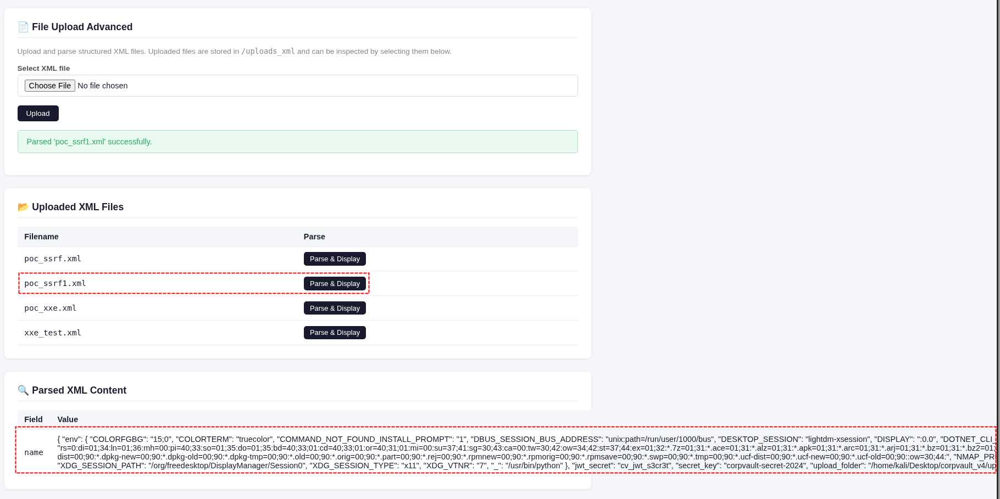 File Upload Advanced
Upload and parse structured XML files. Uploaded files are stored in /uploads_xml and can be inspected by selecting them below.
Select XML file
Choose File No file chosen
Upload
Parsed 'poc_ssrf1.xml' successfully.
Uploaded XML Files
Filename Parse
poc_ssrf.xml Parse & Display
poc_ssrf1.xml Parse & Display
poc_xxe.xml Parse & Display
xxe_test.xml Parse & Display
Parsed XML Content
Field Value
name
{ "env": { "COLORFGBG": "15;0", "COLORTERM": "truecolor", "COMMAND_NOT_FOUND_INSTALL_PROMPT": "1", "DBUS_SESSION_BUS_ADDRESS": "unix:path=/run/user/1000/bus", "DESKTOP_SESSION": "lightdm-xsession", "DISPLAY": ":0.0", "DOTNET_CLI_
"rs=0:di=01;34:ln=01;36:mh=00:pi=40;33:so=01;35:do=01;35:bd=40;33;01:cd=40;33;01:or=40;31;01:mi=00:su=37;41:sg=30;43:ca=00:tw=30;42:ow=34;42:st=37;44:ex=01;32:*.7z=01;31:*.ace=01;31:*.alz=01;31:*.apk=01;31:*.arc=01;31:*.arj=01;31:*.bz=01;31:*.bz2=01;
dist=00;90:*.dpkg-new=00;90:*.dpkg-old=00;90:*.dpkg-tmp=00;90:*.old=00;90:*.orig=00;90:*.part=00;90:*.rej=00;90:*.rpmnew=00;90:*.rpmorig=00;90:*.rpmsave=00;90:*.swp=00;90:*.tmp=00;90:*.ucf-dist=00;90:*.ucf-new=00;90:*.ucf-old=00;90::ow=30;44:", "NMAP_PR
"XDG_SESSION_PATH": "/org/freedesktop/DisplayManager/Session0", "XDG_SESSION_TYPE": "x11", "XDG_VTNR": "7", "_": "/usr/bin/python" }, "jwt_secret": "cv_jwt_s3cr3t", "secret_key": "corpvault-secret-2024", "upload_folder": "/home/kali/Desktop/corpvault_v4/up